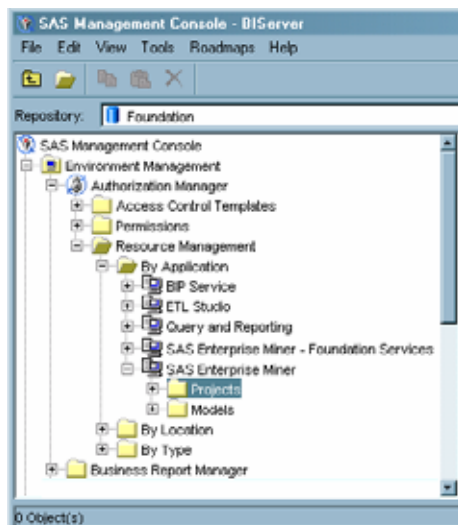 SAS Management Console - BIServer
File Edit View Tools Roadmaps Help
Repository: Foundation
SAS Management Console
Environment Management
Authorization Manager
Access Control Templates
Permissions
Resource Management
By Application
BIP Service
ETL Studio
Query and Reporting
SAS Enterprise Miner - Foundation Services
SAS Enterprise Miner
Projects
Models
By Location
By Type
Business Report Manager
0 Object(s)